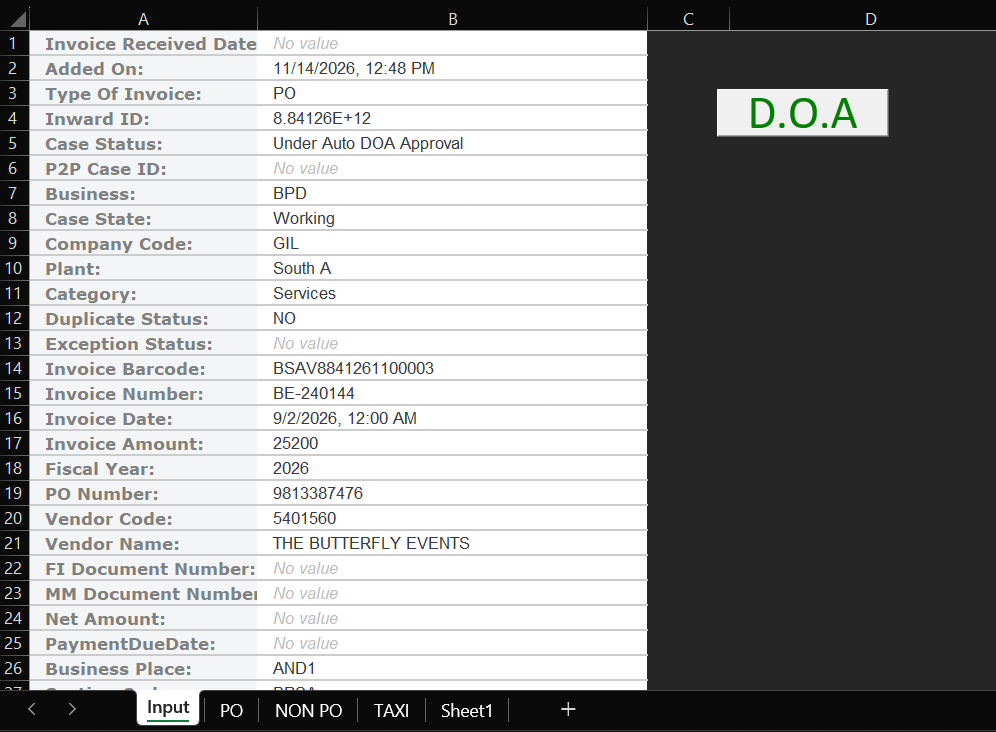 A B C D
1 Invoice Received Date No value
2 Added On: 11/14/2026, 12:48 PM
3 Type Of Invoice: PO
D.O.A
4 Inward ID: 8.84126E+12
5 Case Status: Under Auto DOA Approval
6 P2P Case ID: No value
7 Business: BPD
8 Case State: Working
9 Company Code: GIL
10 Plant: South A
11 Category: Services
12 Duplicate Status: NO
13 Exception Status: No value
14 Invoice Barcode: BSAV8841261100003
15 Invoice Number: BE-240144
16 Invoice Date: 9/2/2026, 12:00 AM
17 Invoice Amount: 25200
18 Fiscal Year: 2026
19 PO Number: 9813387476
20 Vendor Code: 5401560
21 Vendor Name: THE BUTTERFLY EVENTS
22 FI Document Number: No value
23 MM Document Number No value
24 Net Amount: No value
25 PaymentDueDate: No value
26 Business Place: AND1
27
Input PO NON PO TAXI Sheet1 +